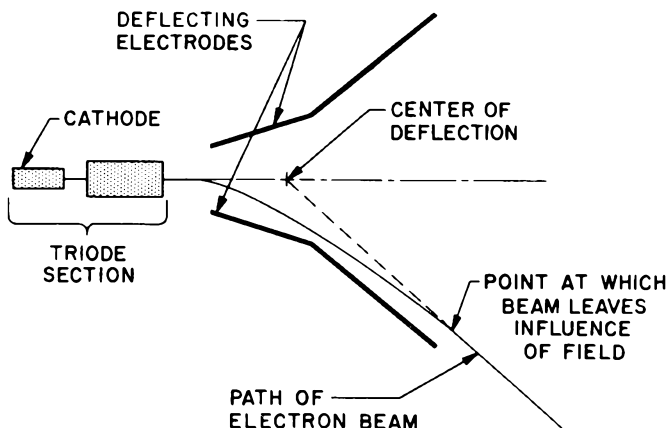 DEFLECTING
ELECTRODES
CATHODE
CENTER OF
DEFLECTION
TRIODE
SECTION
POINT AT WHICH
BEAM LEAVES
INFLUENCE
OF FIELD
PATH OF
ELECTRON BEAM